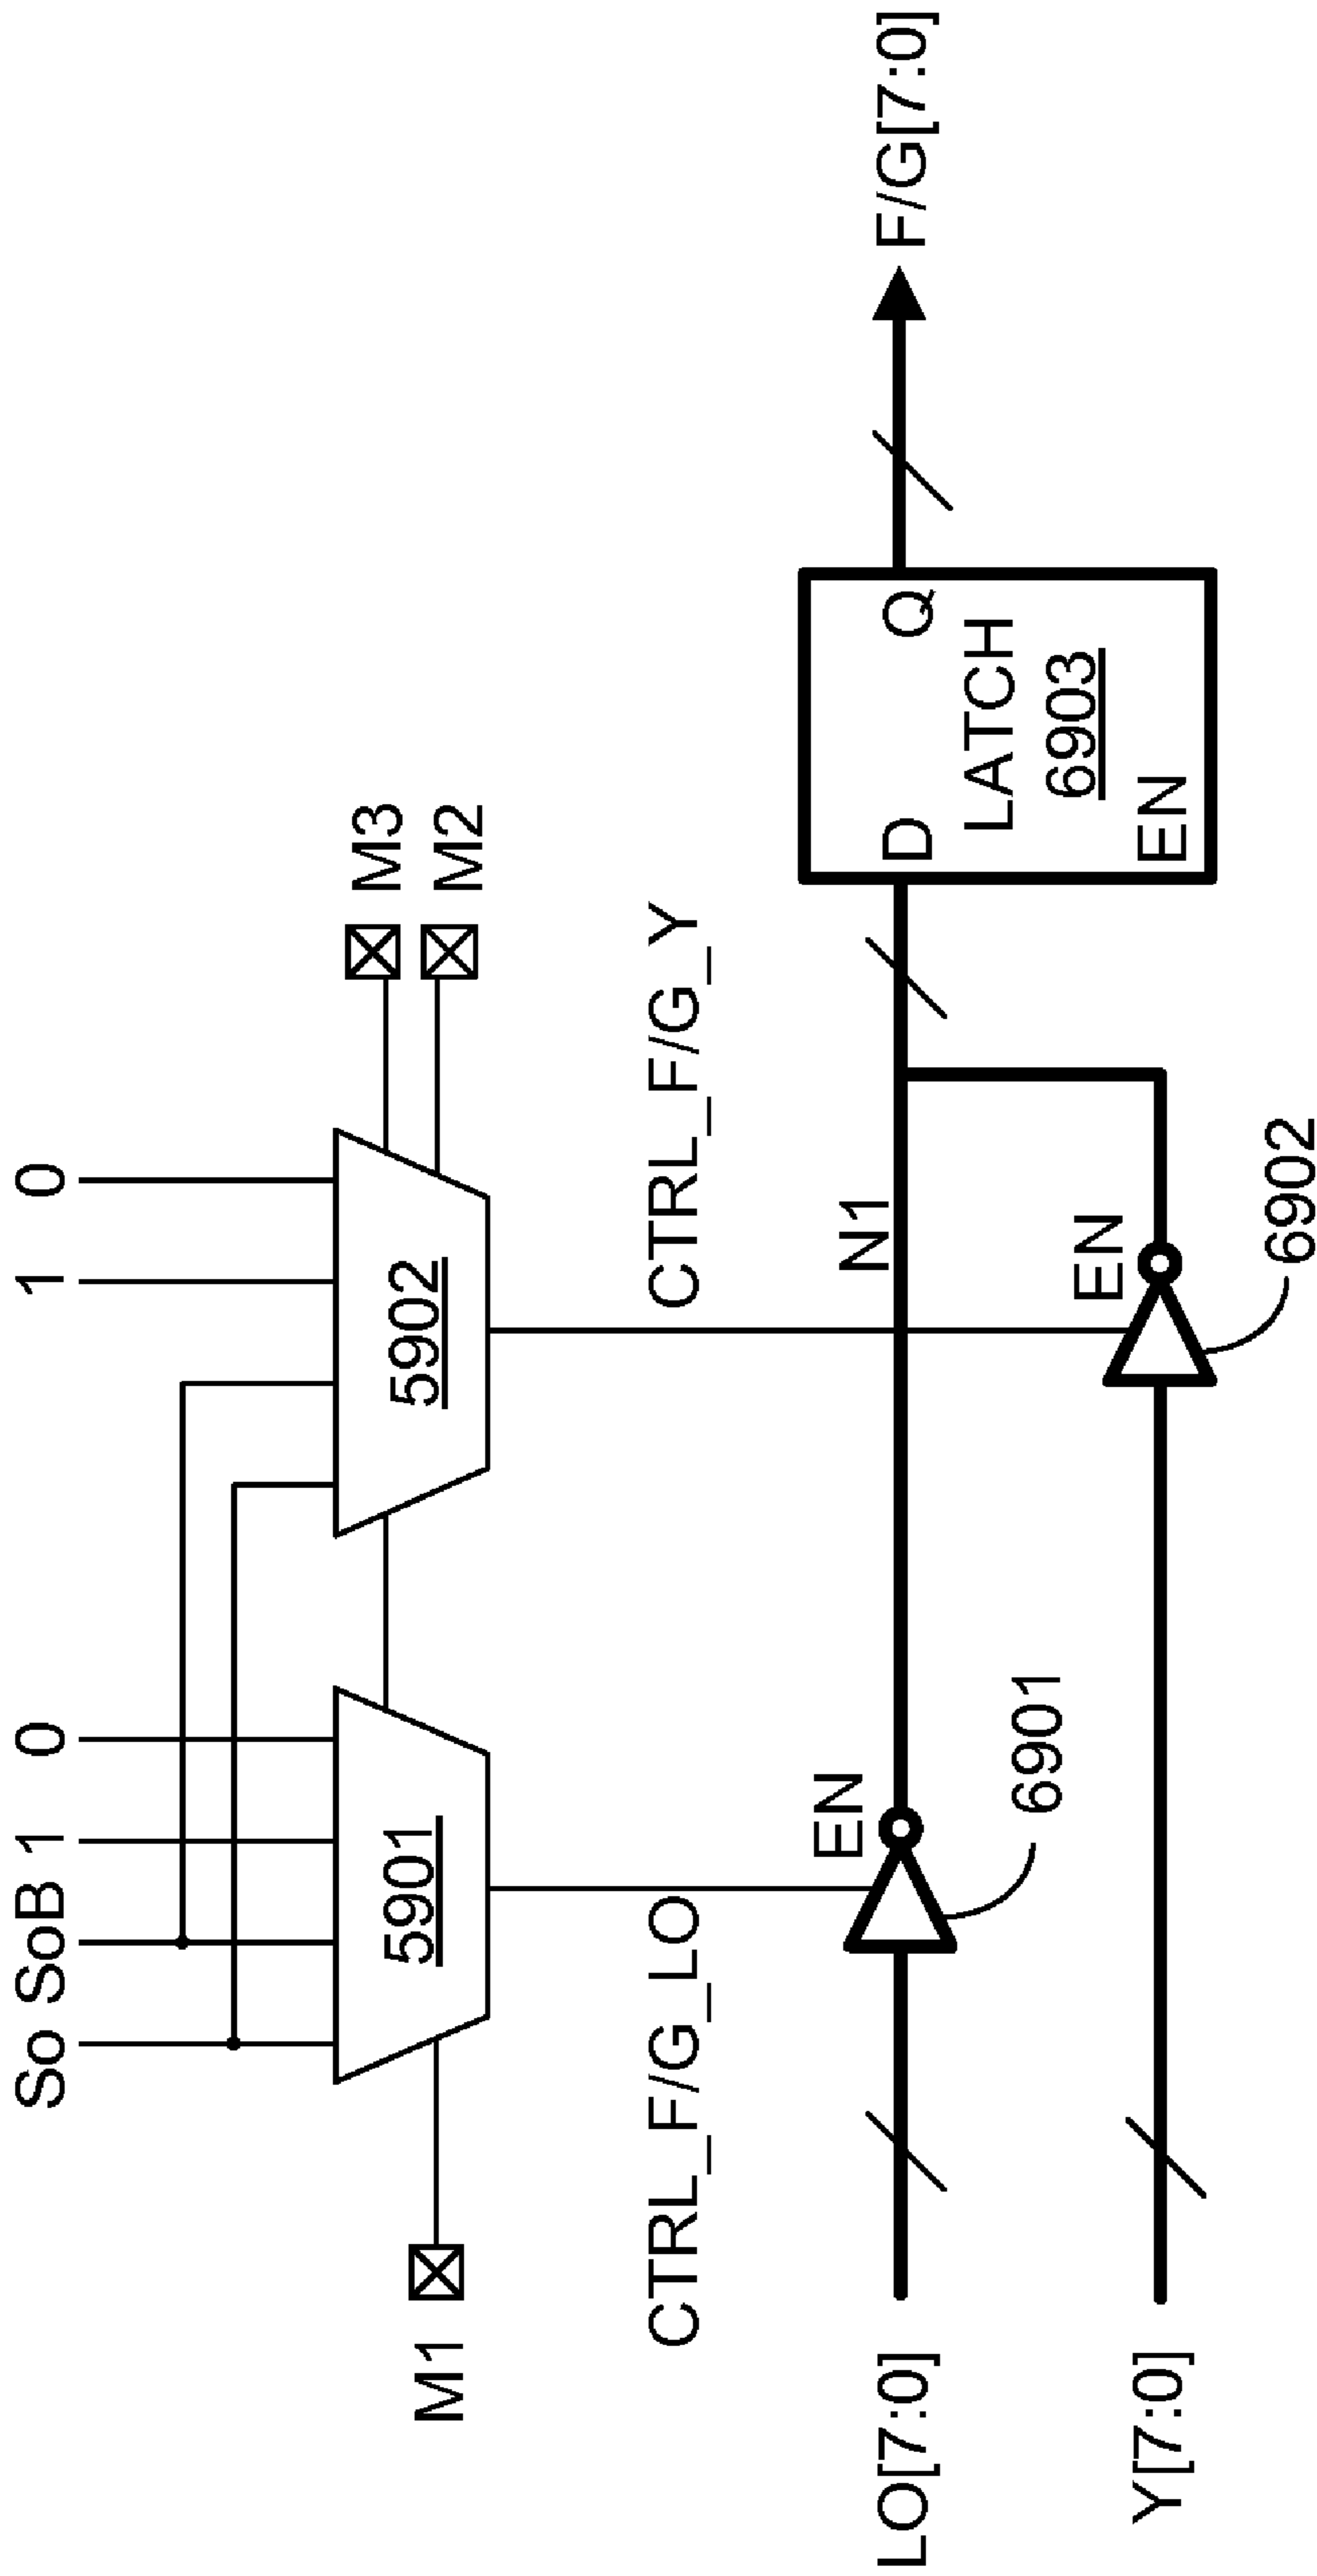 So SoB 1 0
1 0
5901
5902
M1
M3
M2
CTRL_F/G_LO
CTRL_F/G_Y
EN
N1
LO[7:0]
6901
D
Q
F/G[7:0]
LATCH
6903
EN
EN
Y[7:0]
6902